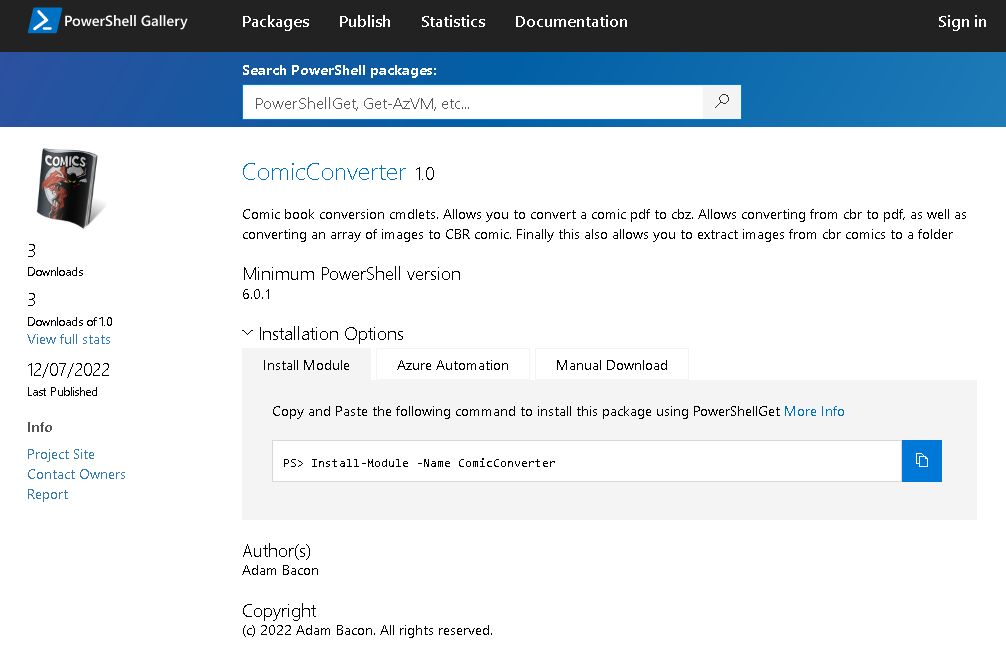 PowerShell Gallery
Packages
Publish
Statistics
Documentation
Sign in
Search PowerShell packages:
PowerShellGet, Get-AzVM, etc...
COMICS
3
Downloads
3
Downloads of 1.0
View full stats
12/07/2022
Last Published
Info
Project Site
Contact Owners
Report
ComicConverter 1.0
Comic book conversion cmdlets. Allows you to convert a comic pdf to cbz. Allows converting from cbr to pdf, as well as
converting an array of images to CBR comic. Finally this also allows you to extract images from cbr comics to a folder
Minimum PowerShell version
6.0.1
Installation Options
Install Module
Azure Automation
Manual Download
Copy and Paste the following command to install this package using PowerShellGet More Info
PS> Install-Module -Name ComicConverter
Author(s)
Adam Bacon
Copyright
(c) 2022 Adam Bacon. All rights reserved.